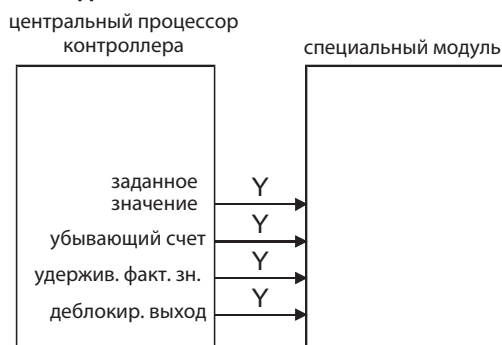 центральный процессор
контроллера
специальный модуль
заданное
значение
Y
убывающий счет
Y
удержив. факт. зн.
Y
деблокир. выход
Y